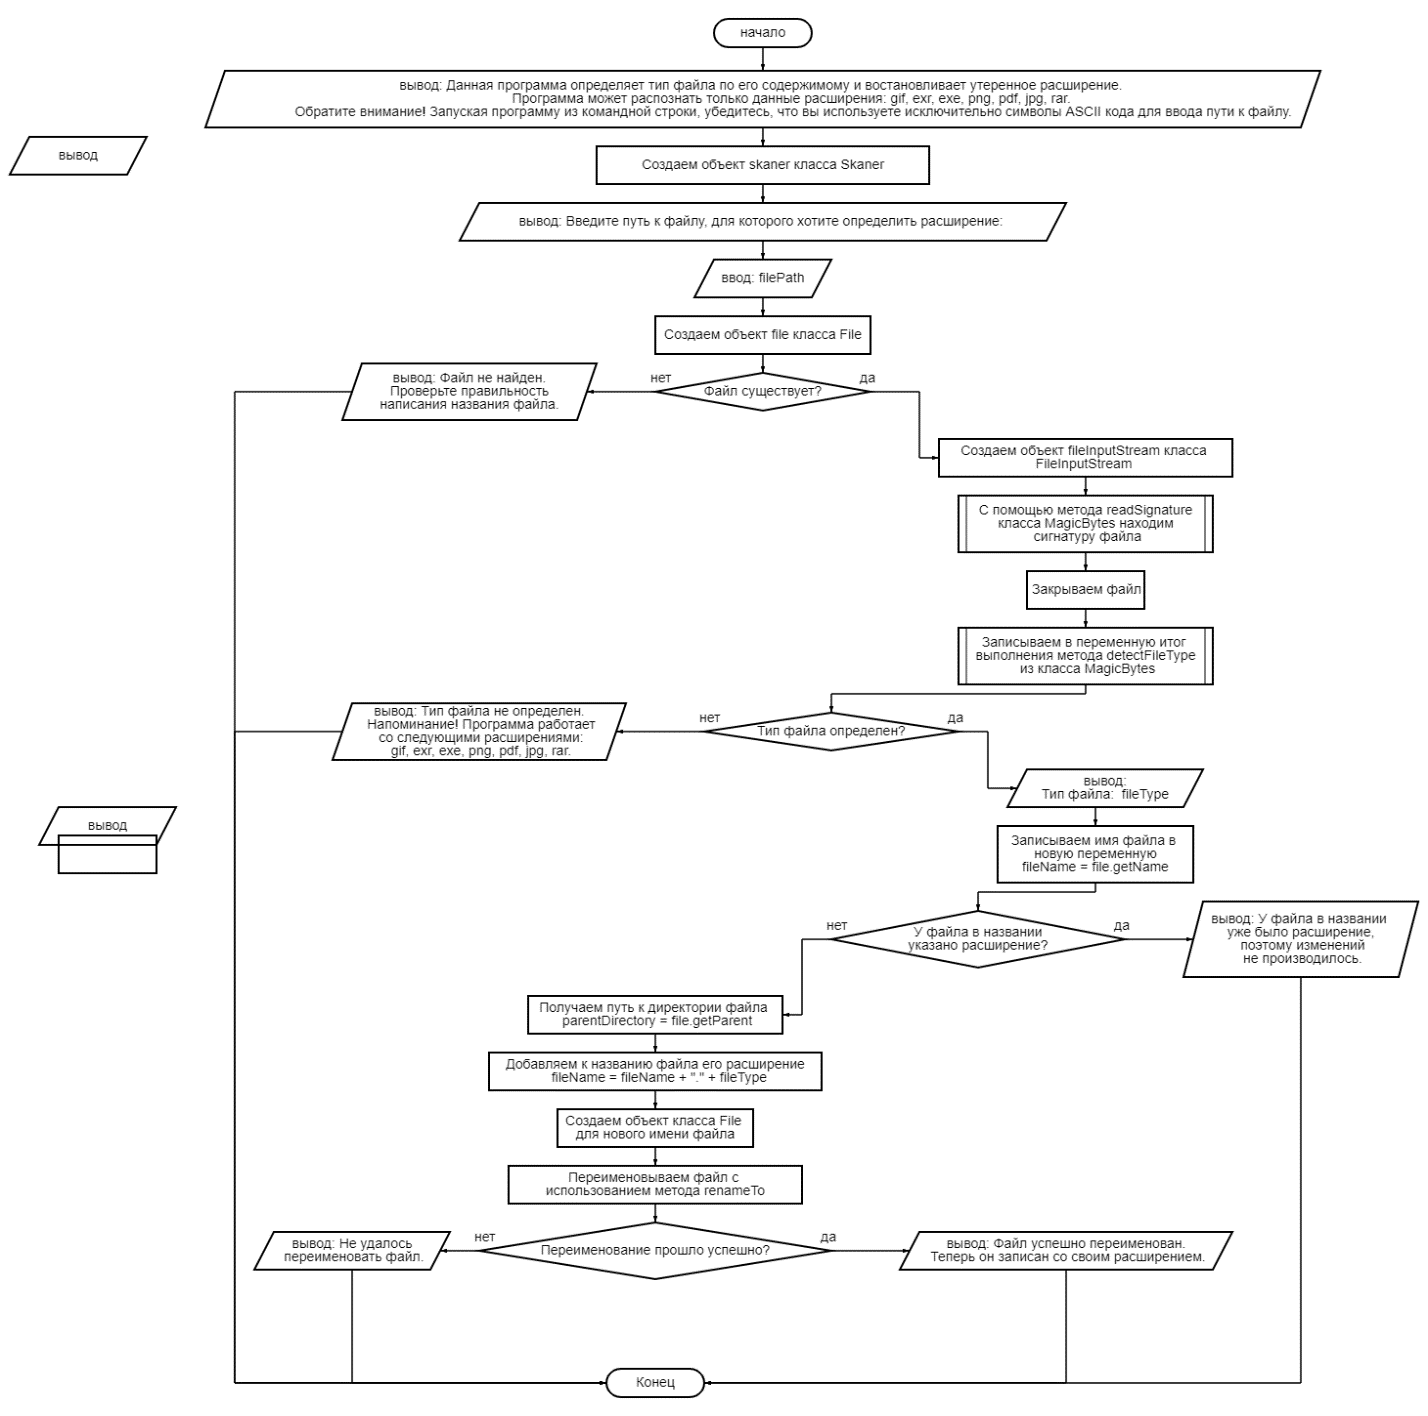 начало
вывод: Данная программа определяет тип файла по его содержимому и востановливает утеренное расширение.
Программа может распознать только данные расширения: gif, exr, exe, png, pdf, jpg, rar.
Обратите внимание! Запуская программу из командной строки, убедитесь, что вы используете исключительно символы ASCII кода для ввода пути к файлу.
вывод
Создаем объект skaner класса Skaner
вывод: Введите путь к файлу, для которого хотите определить расширение:
ввод: filePath
Создаем объект file класса File
нет
Файл существует?
да
вывод: Файл не найден.
Проверьте правильность
написания названия файла.
Создаем объект fileInputStream класса
FileInputStream
С помощью метода readSignature
класса MagicBytes находим
сигнатуру файла
Закрываем файл
Записываем в переменную итог
выполнения метода detectFileType
из класса MagicBytes
нет
Тип файла определен?
да
вывод: Тип файла не определен.
Напоминание! Программа работает
со следующими расширениями:
gif, exr, exe, png, pdf, jpg, rar.
вывод:
Тип файла: fileType
вывод
Записываем имя файла в
новую переменную
fileName = file.getName
нет
У файла в названии
указано расширение?
да
вывод: У файла в названии
уже было расширение,
поэтому изменений
не производилось.
Получаем путь к директории файла
parentDirectory = file.getParent
Добавляем к названию файла его расширение
fileName = fileName + "." + fileType
Создаем объект класса File
для нового имени файла
Переименовываем файл с
использованием метода renameTo
нет
Переименование прошло успешно?
да
вывод: Не удалось
переименовать файл.
вывод: Файл успешно переименован.
Теперь он записан со своим расширением.
Конец